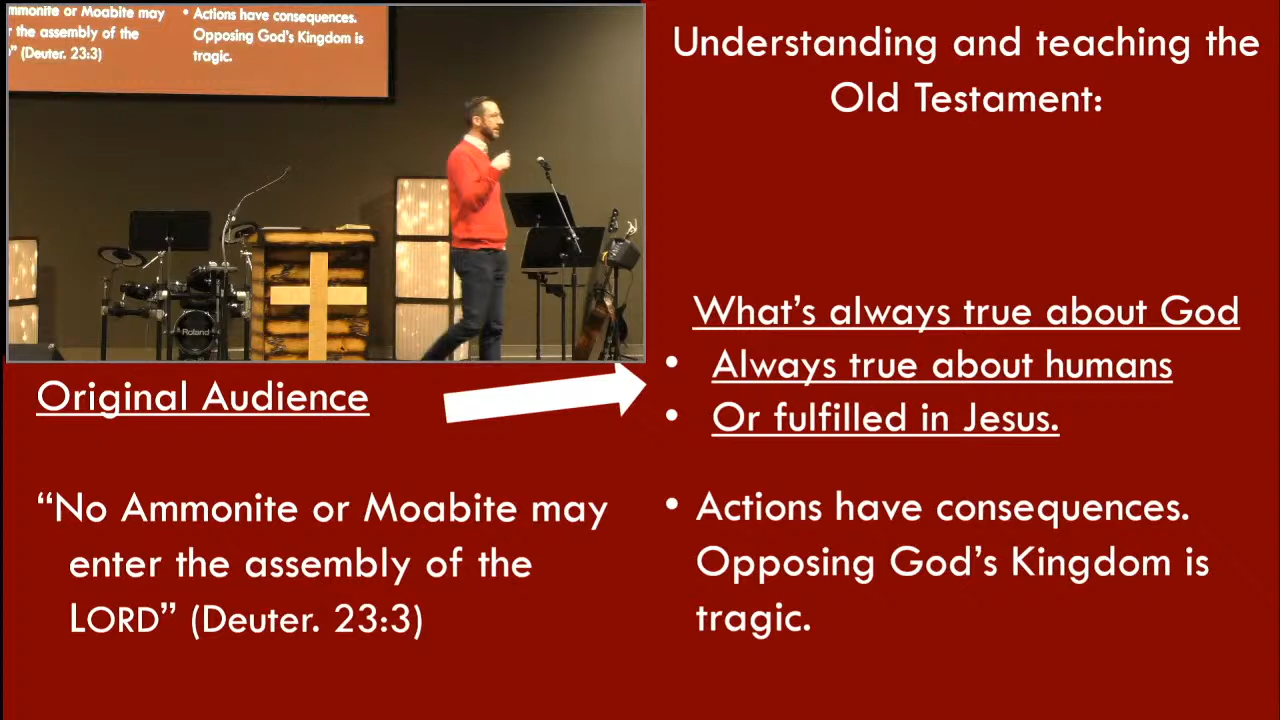 mmonite or Moabite may
r the assembly of the
" (Deuter. 23:3)
• Actions have consequences.
Opposing God's Kingdom is
tragic.
Roland
Understanding and teaching the
Old Testament:
Original Audience
"No Ammonite or Moabite may
enter the assembly of the
LORD" (Deuter. 23:3)
What's always true about God
• Always true about humans
• Or fulfilled in Jesus.
• Actions have consequences.
Opposing God's Kingdom is
tragic.